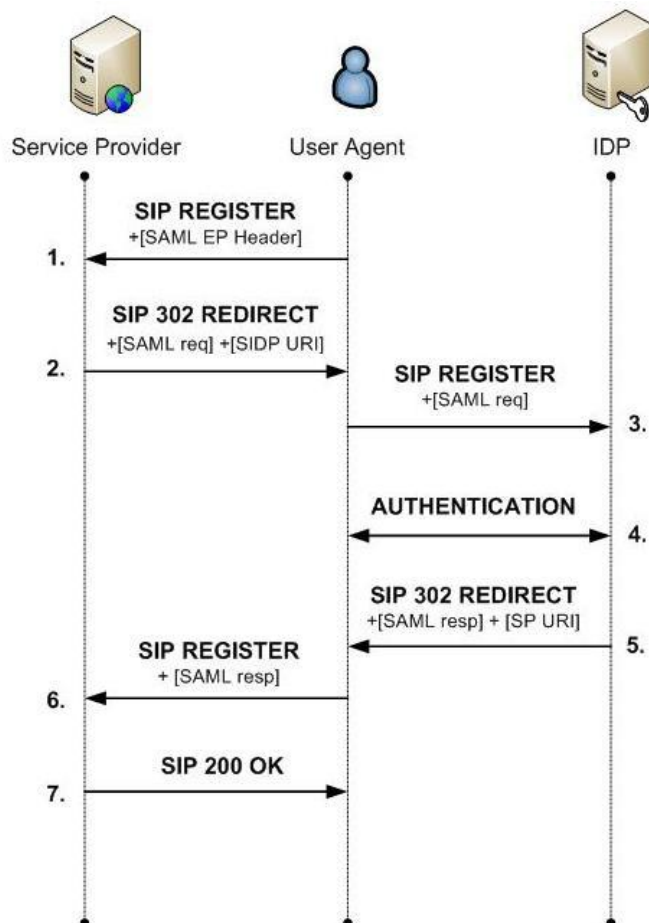 Service Provider
User Agent
IDP
SIP REGISTER
+[SAML EP Header]
1.
SIP 302 REDIRECT
+[SAML req] +[SIDP URI]
2.
SIP REGISTER
+[SAML req]
3.
AUTHENTICATION
4.
SIP 302 REDIRECT
+[SAML resp] + [SP URI]
5.
SIP REGISTER
+ [SAML resp]
6.
SIP 200 OK
7.